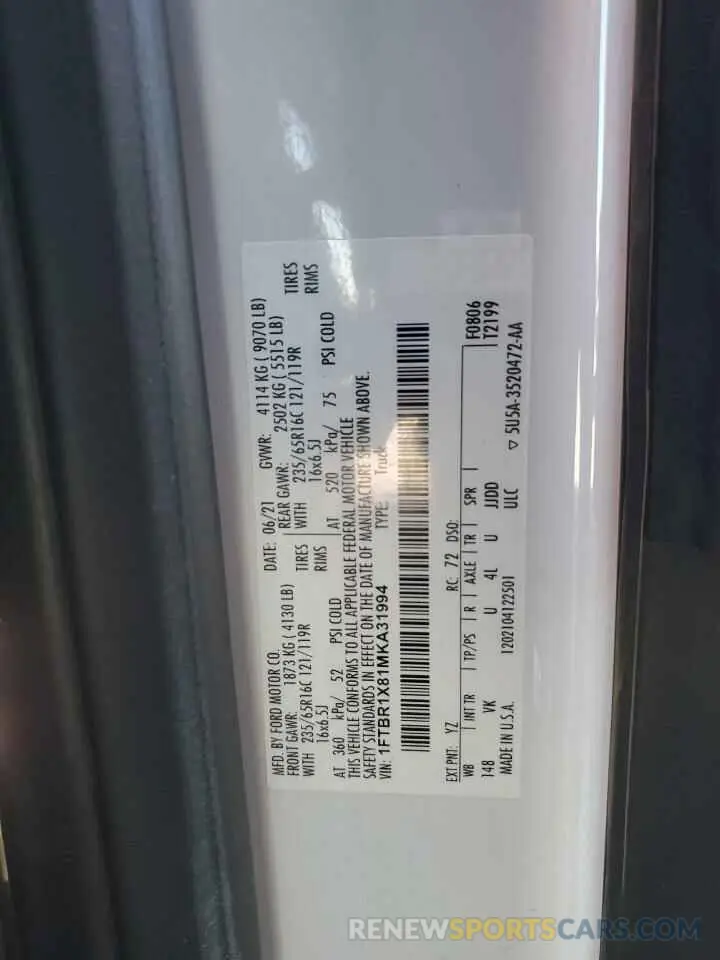 MFD. BY FORD MOTOR CO.
DATE: 06/21 GVWR: 4114 KG ( 9070 LB)
FRONT GAWR: 1873 KG ( 4130 LB)
REAR GAWR: 2502 KG ( 5515 LB)
WITH 235/65R16C 121/119R TIRES
WITH 235/65R16C 121/119R TIRES
16x6.5J RIMS
16x6.5J RIMS
AT 360 kPa/ 52 PSI COLD
AT 520 kPa/ 75 PSI COLD
THIS VEHICLE CONFORMS TO ALL APPLICABLE FEDERAL MOTOR VEHICLE
SAFETY STANDARDS IN EFFECT ON THE DATE OF MANUFACTURE SHOWN ABOVE.
VIN: 1FTBR1X81MKA31994 TYPE: Truck
EXT PNT: YZ RC: 72 DSO:
WB INT TR TP/PS R AXLE TR SPR F0806
148 VK U 4L U JJDD T2199
MADE IN U.S.A. 1202104122501 ULC
▽ 5U5A-3520472-AA
RENEWSPORTSCARS.COM